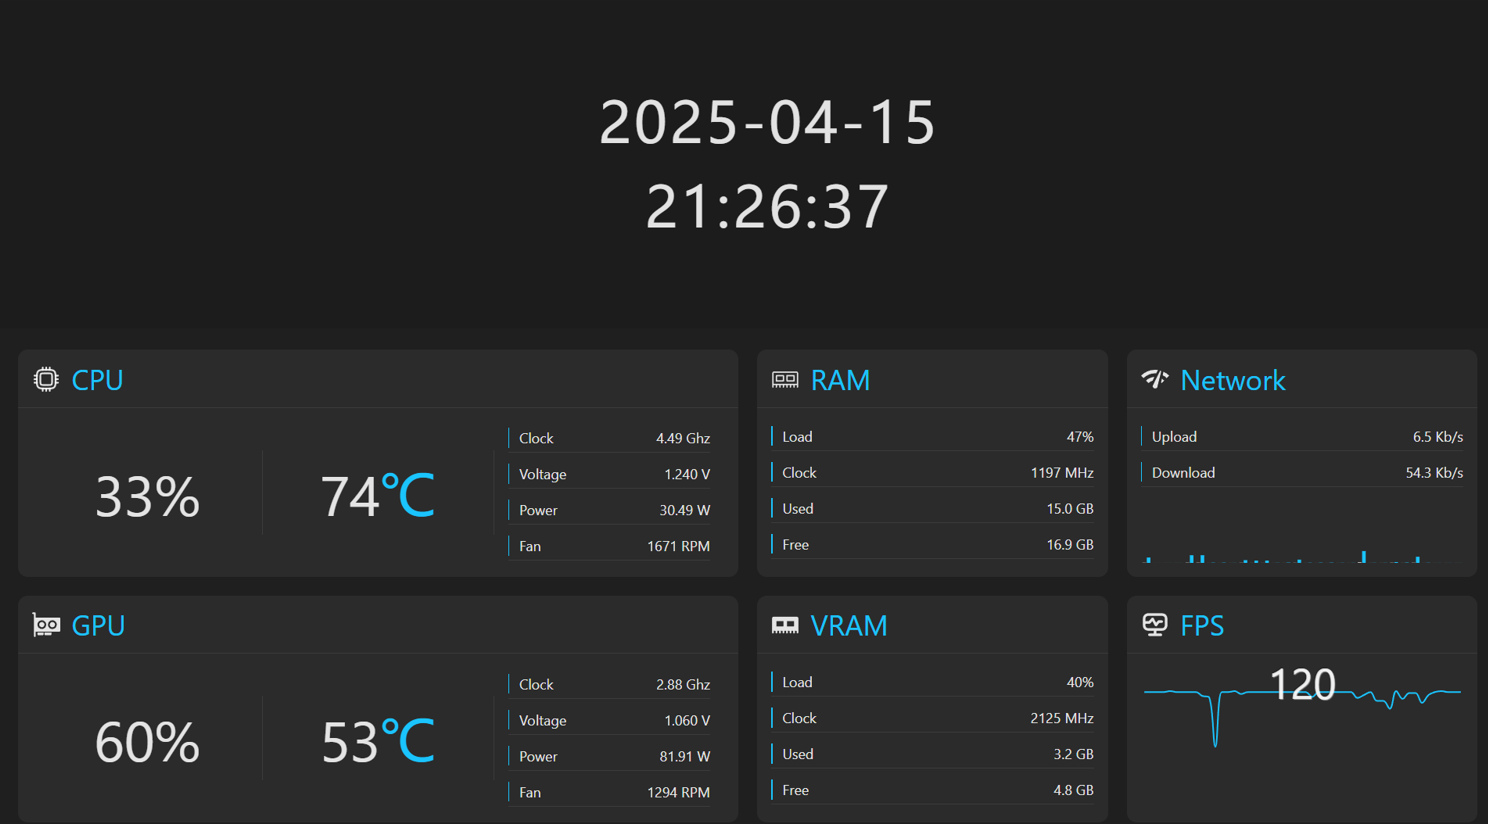 2025-04-15
21:26:37
CPU
33%
74°C
Clock 4.49 Ghz
Voltage 1.240 V
Power 30.49 W
Fan 1671 RPM
RAM
Load 47%
Clock 1197 MHz
Used 15.0 GB
Free 16.9 GB
Network
Upload 6.5 Kb/s
Download 54.3 Kb/s
GPU
60%
53°C
Clock 2.88 Ghz
Voltage 1.060 V
Power 81.91 W
Fan 1294 RPM
VRAM
Load 40%
Clock 2125 MHz
Used 3.2 GB
Free 4.8 GB
FPS
120